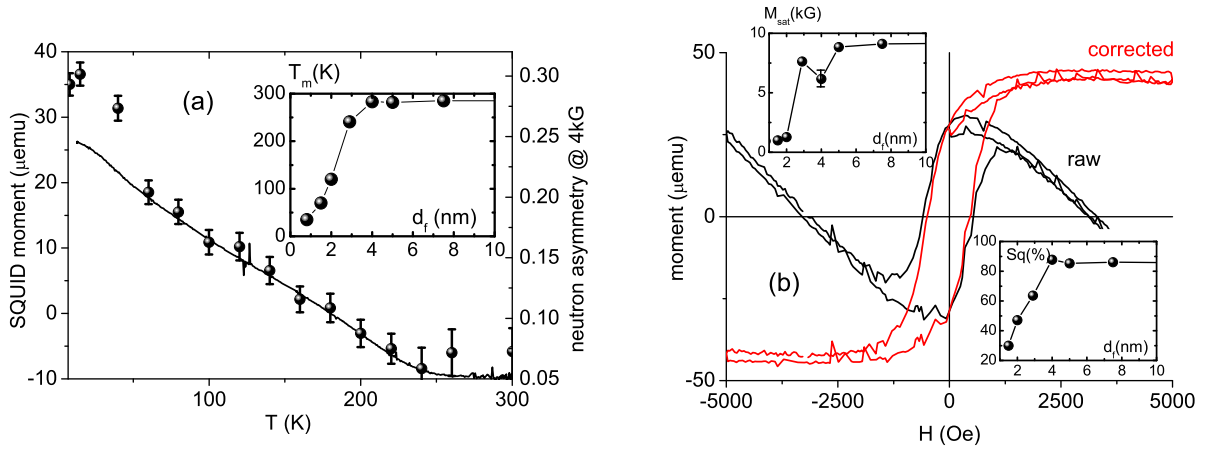 (a)
SQUID moment (μemu)
40
30
20
10
0
-10
100
200
300
T (K)
neutron asymmetry @ 4kG
0.30
0.25
0.20
0.15
0.10
0.05
T_m(K)
300
200
100
0
0 2 4 6 8 10
d_f (nm)
(b)
moment (μemu)
50
0
-50
-5000 -2500 0 2500 5000
H (Oe)
corrected
raw
M_sat(kG)
10
5
0
2 4 6 8 10
d_f(nm)
Sq(%)
100
80
60
40
20
2 4 6 8 10
d_f(nm)